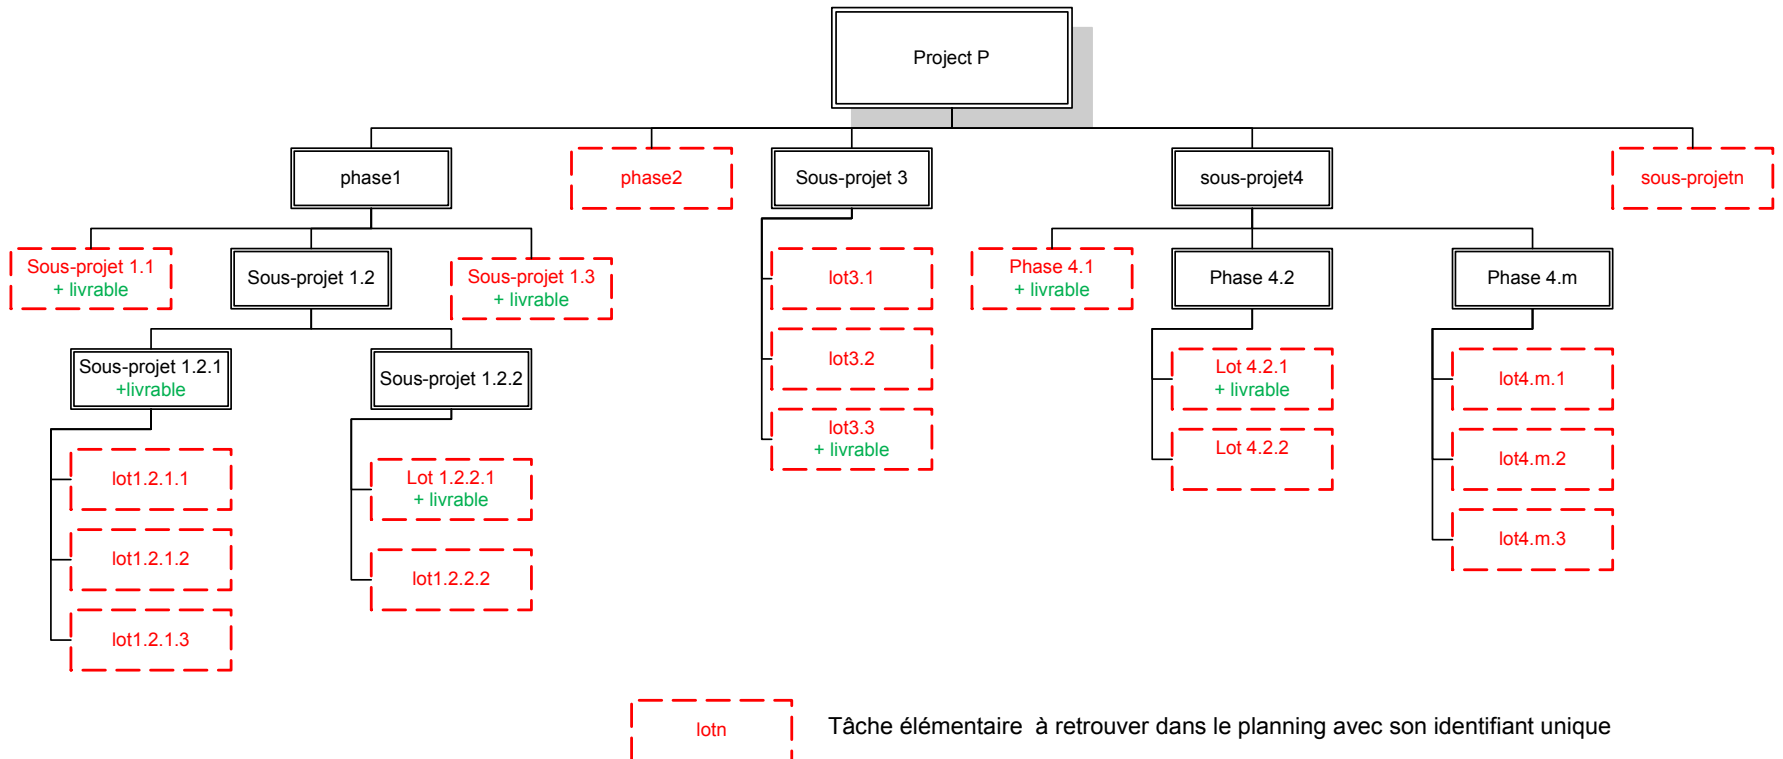 Project P
phase1
phase2
Sous-projet 3
sous-projet4
sous-projetn
Sous-projet 1.1
+ livrable
Sous-projet 1.2
Sous-projet 1.3
+ livrable
lot3.1
Phase 4.1
+ livrable
Phase 4.2
Phase 4.m
Sous-projet 1.2.1
+livrable
Sous-projet 1.2.2
lot3.2
Lot 4.2.1
+ livrable
lot4.m.1
lot3.3
+ livrable
Lot 4.2.2
lot4.m.2
lot1.2.1.1
Lot 1.2.2.1
+ livrable
lot4.m.3
lot1.2.1.2
lot1.2.2.2
lot1.2.1.3
lotn
Tâche élémentaire à retrouver dans le planning avec son identifiant unique